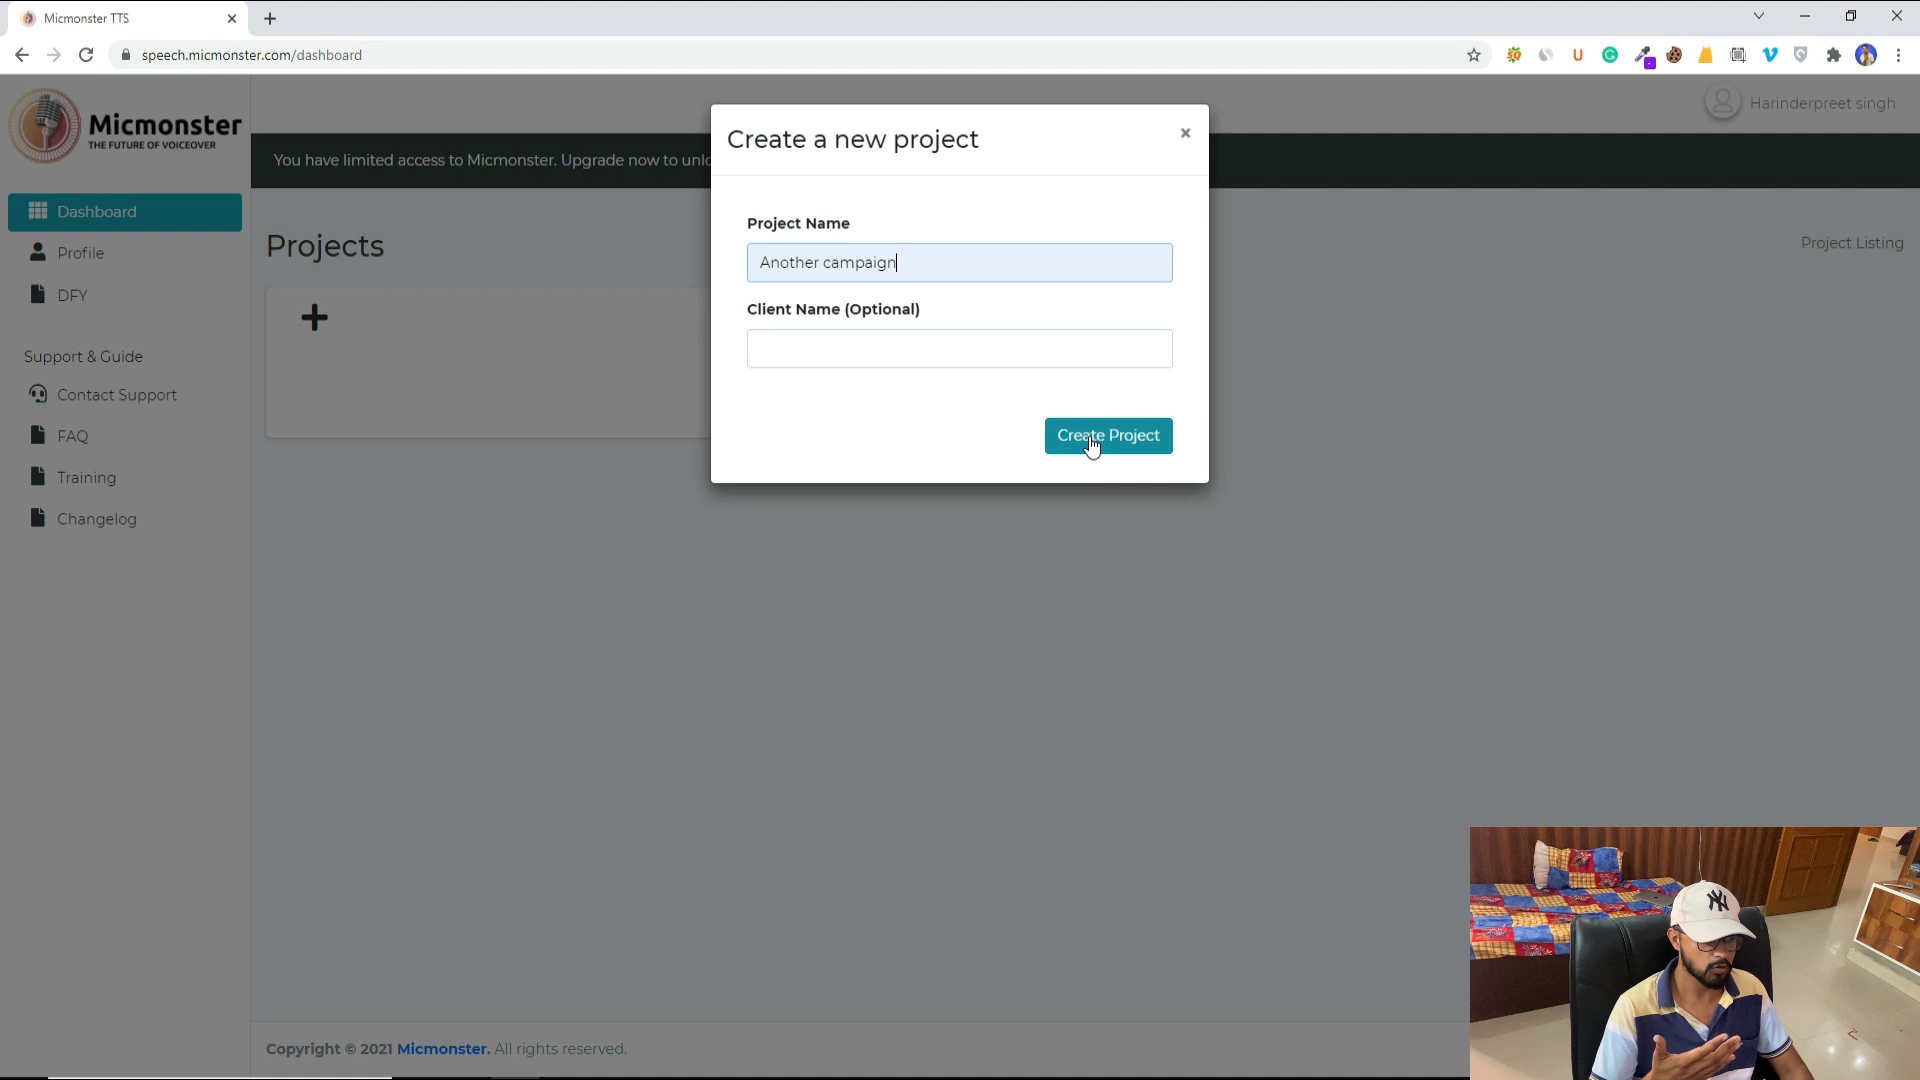 Micmonster TTS
speech.micmonster.com/dashboard
Micmonster
THE FUTURE OF VOICEOVER
Harinderpreet singh
You have limited access to Micmonster. Upgrade now to unlo
Dashboard
Profile
DFY
Support & Guide
Contact Support
FAQ
Training
Changelog
Projects
Project Listing
Create a new project
×
Project Name
Another campaign
Client Name (Optional)
Create Project
Copyright © 2021 Micmonster. All rights reserved.
NY